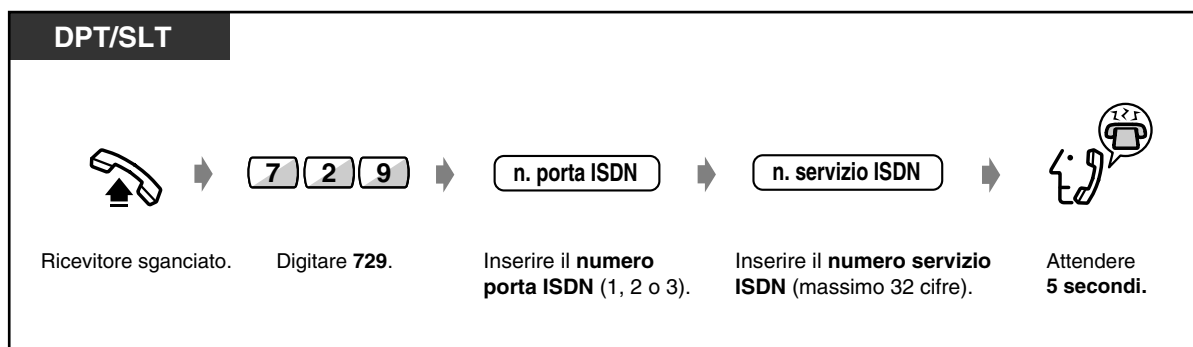 DPT/SLT
7 2 9
n. porta ISDN
n. servizio ISDN
Ricevitore sganciato.
Digitare 729.
Inserire il numero
porta ISDN (1, 2 o 3).
Inserire il numero servizio
ISDN (massimo 32 cifre).
Attendere
5 secondi.